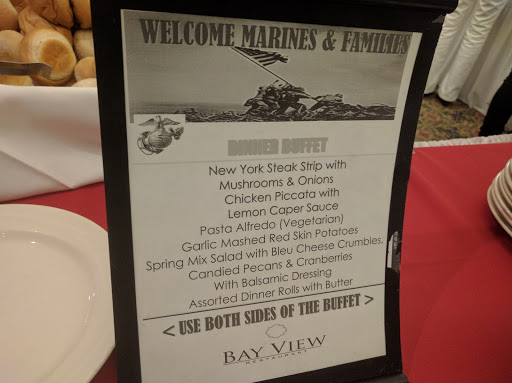 WELCOME MARINES & FAMILIES
DINNER BUFFET
New York Steak Strip with
Mushrooms & Onions
Chicken Piccata with
Lemon Caper Sauce
Pasta Alfredo (Vegetarian)
Garlic Mashed Red Skin Potatoes
Spring Mix Salad with Bleu Cheese Crumbles,
Candied Pecans & Cranberries
With Balsamic Dressing
Assorted Dinner Rolls with Butter
< USE BOTH SIDES OF THE BUFFET >
BAY VIEW
RESTAURANT